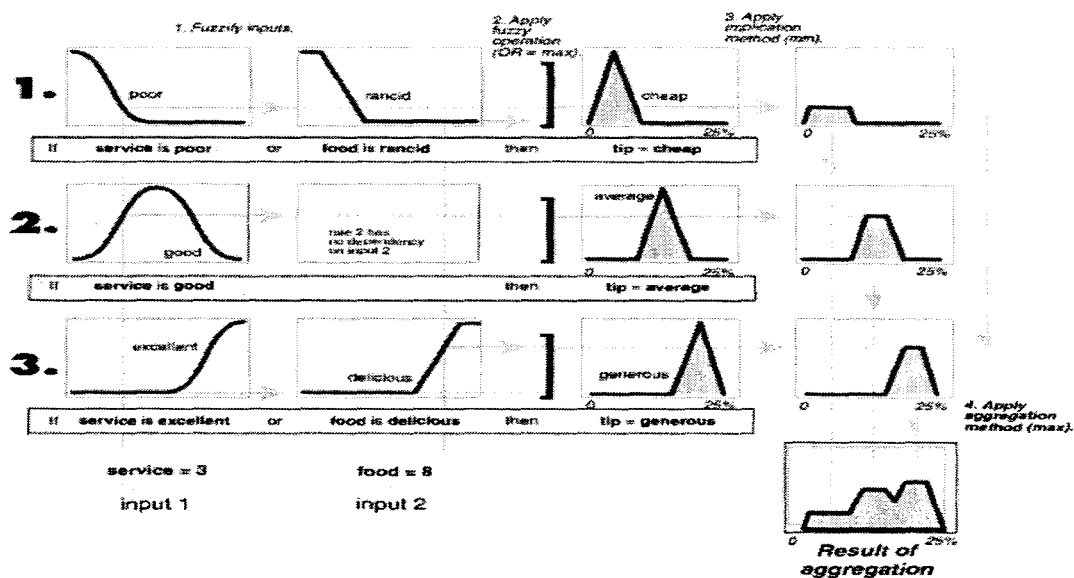 1. Fuzzify inputs.
2. Apply
fuzzy
operation
(OR = max).
3. Apply
implication
method (min).
1.
poor
rancid
cheap
0
25%
0
25%
If service is poor or food is rancid then tip = cheap
2.
good
rule 2 has
no dependency
on input 2
average
0
25%
0
25%
If service is good then tip = average
3.
excellent
delicious
generous
0
25%
0
25%
If service is excellent or food is delicious then tip = generous
4. Apply
aggregation
method (max).
service = 3
food = 8
input 1
input 2
0
25%
Result of
aggregation